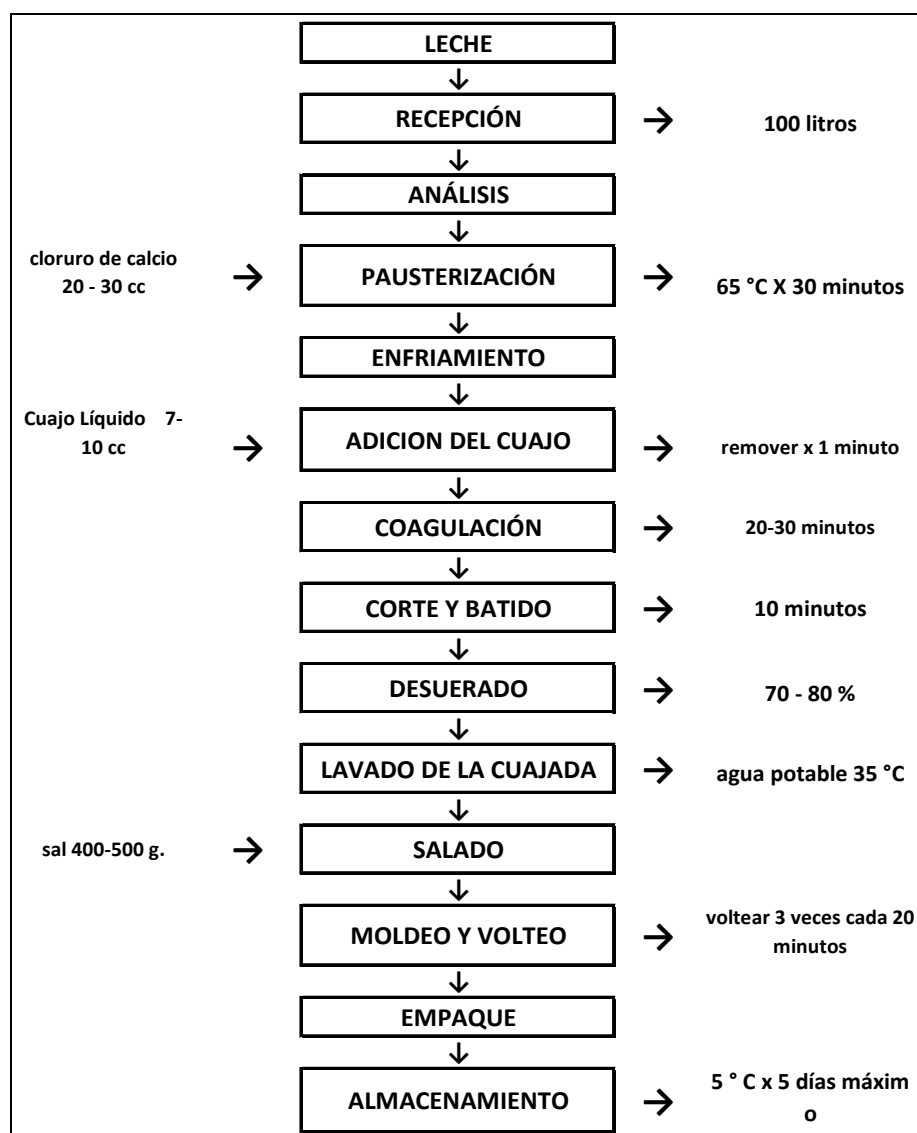 LECHE
RECEPCIÓN
100 litros
ANÁLISIS
cloruro de calcio
20 - 30 cc
PAUSTERIZACIÓN
65 °C X 30 minutos
ENFRIAMIENTO
Cuajo Líquido 7-
10 cc
ADICION DEL CUAJO
remover x 1 minuto
COAGULACIÓN
20-30 minutos
CORTE Y BATIDO
10 minutos
DESUERADO
70 - 80 %
LAVADO DE LA CUAJADA
agua potable 35 °C
sal 400-500 g.
SALADO
MOLDEO Y VOLTEO
voltear 3 veces cada 20
minutos
EMPAQUE
ALMACENAMIENTO
5 ° C x 5 días máxim
o